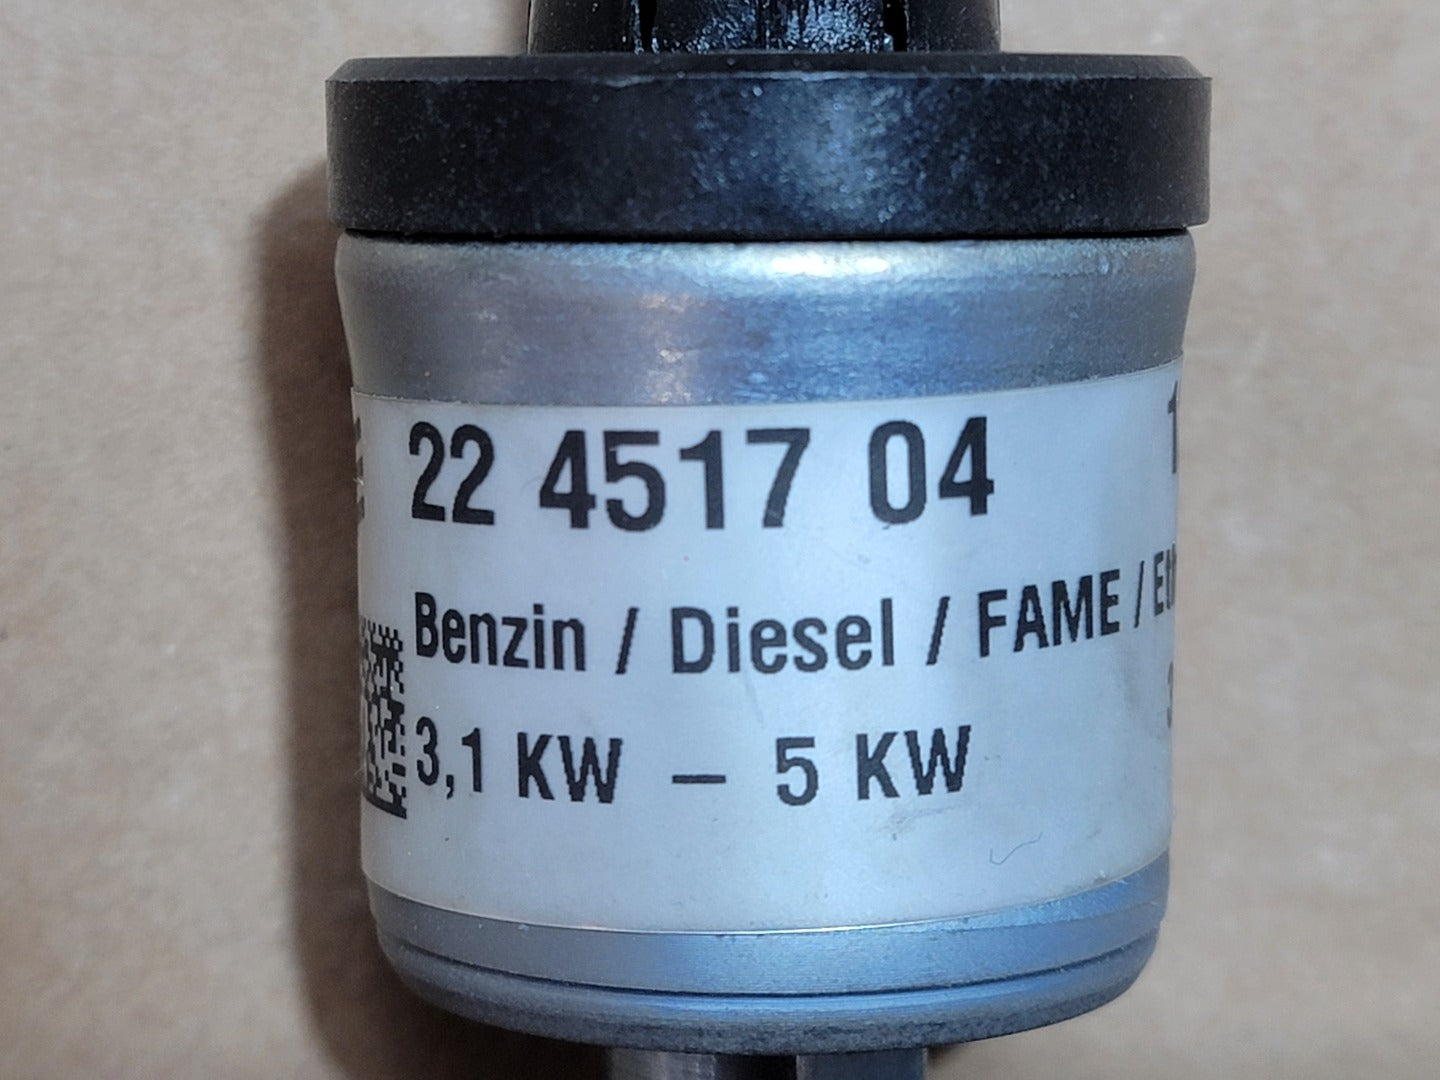 22 4517 04
Benzin / Diesel / FAME /
3,1 KW – 5 KW